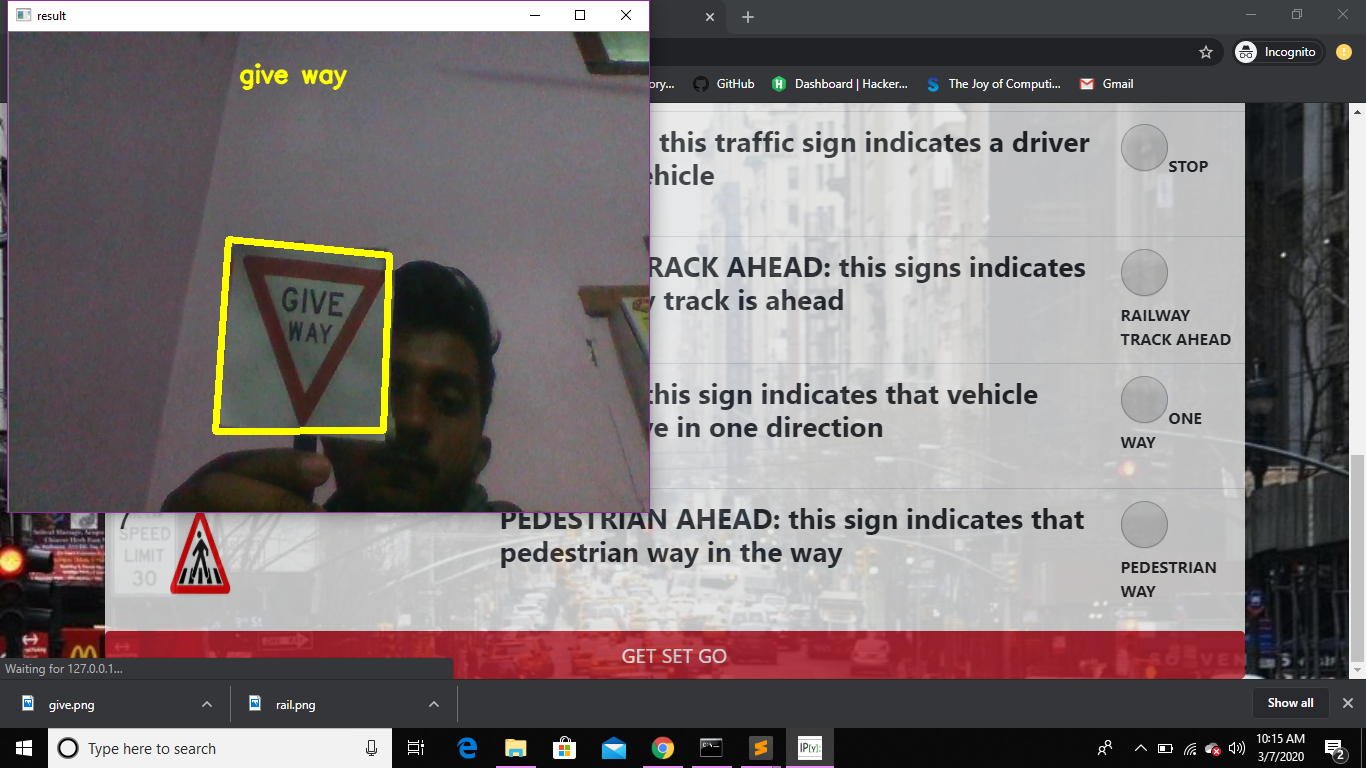 result
give way
GIVE
WAY
Incognito
ory...
GitHub
Dashboard | Hacker...
The Joy of Computi...
Gmail
this traffic sign indicates a driver
ehicle
STOP
RACK AHEAD: this signs indicates
y track is ahead
RAILWAY
TRACK AHEAD
this sign indicates that vehicle
ve in one direction
ONE
WAY
PEDESTRIAN AHEAD: this sign indicates that
pedestrian way in the way
PEDESTRIAN
WAY
SPEED
LIMIT
30
GET SET GO
Waiting for 127.0.0.1...
give.png
rail.png
Show all
Type here to search
IP[y]:
10:15 AM
3/7/2020
2